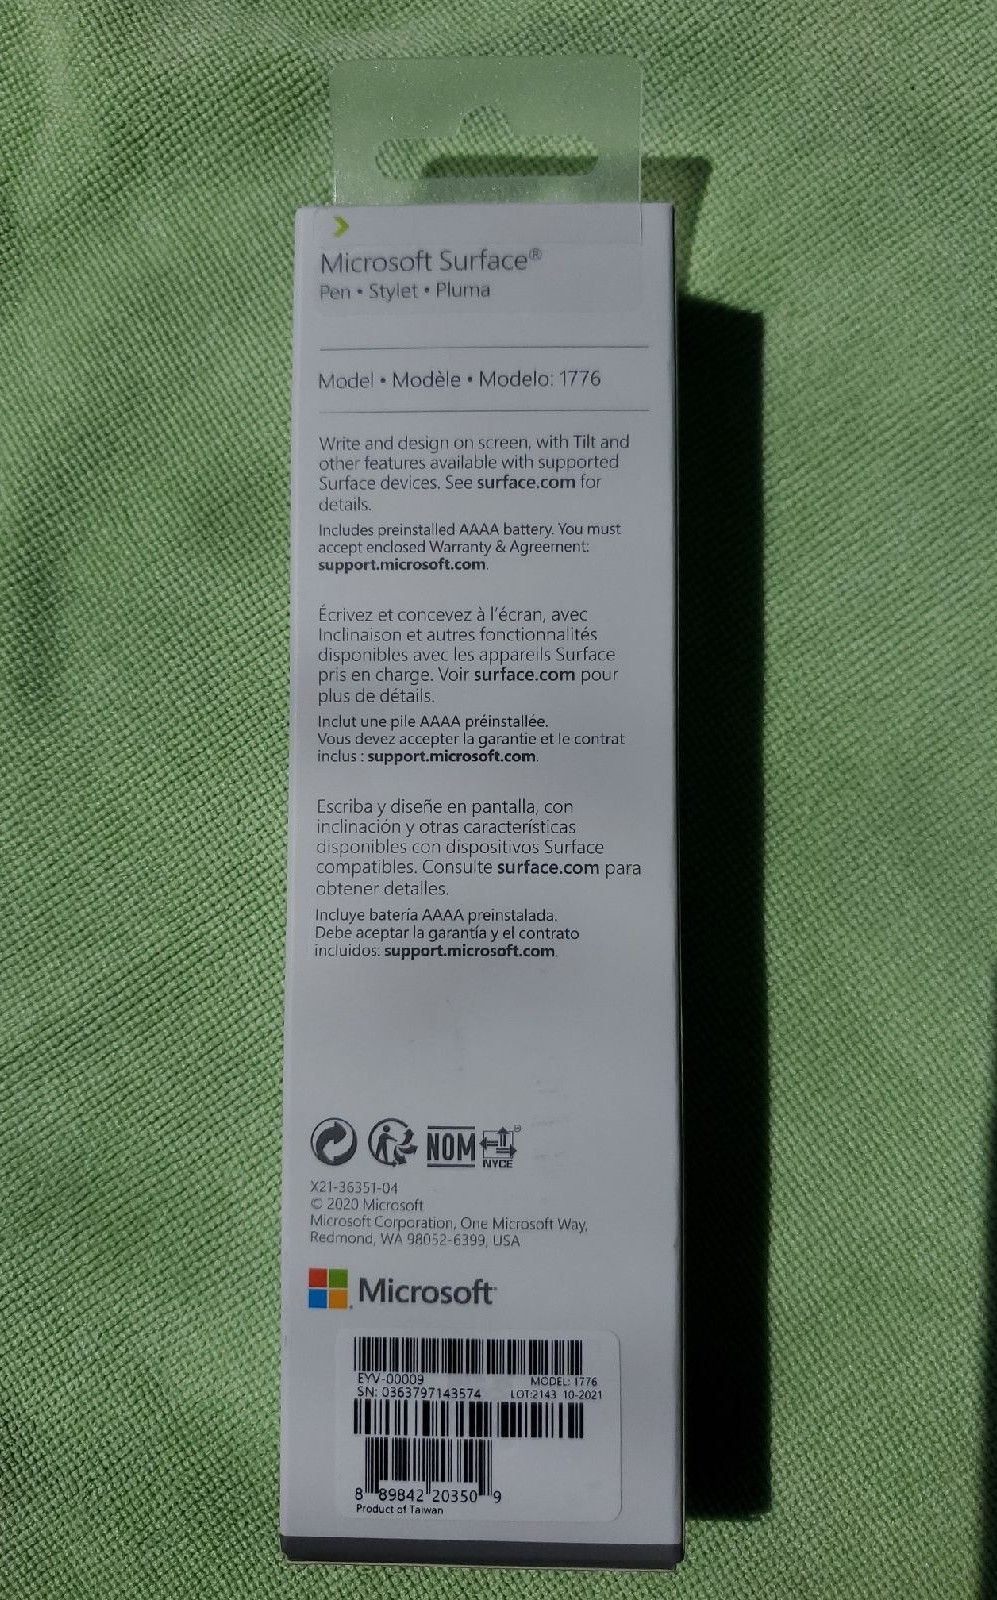 Microsoft Surface®
Pen • Stylet • Pluma
Model • Modèle • Modelo: 1776
Write and design on screen, with Tilt and
other features available with supported
Surface devices. See surface.com for
details.
Includes preinstalled AAAA battery. You must
accept enclosed Warranty & Agreement:
support.microsoft.com.
Écrivez et concevez à l'écran, avec
Inclinaison et autres fonctionnalités
disponibles avec les appareils Surface
pris en charge. Voir surface.com pour
plus de détails.
Inclut une pile AAAA préinstallée.
Vous devez accepter la garantie et le contrat
inclus : support.microsoft.com.
Escriba y diseñe en pantalla, con
inclinación y otras características
disponibles con dispositivos Surface
compatibles. Consulte surface.com para
obtener detalles.
Incluye batería AAAA preinstalada.
Debe aceptar la garantía y el contrato
incluidos: support.microsoft.com.
NOM NYCE
X21-36351-04
© 2020 Microsoft
Microsoft Corporation, One Microsoft Way,
Redmond, WA 98052-6399, USA
Microsoft
EYV-00009 MODEL: 1776
SN: 0363797143574 LOT:2143 10-2021
8 89842 20350 9
Product of Taiwan